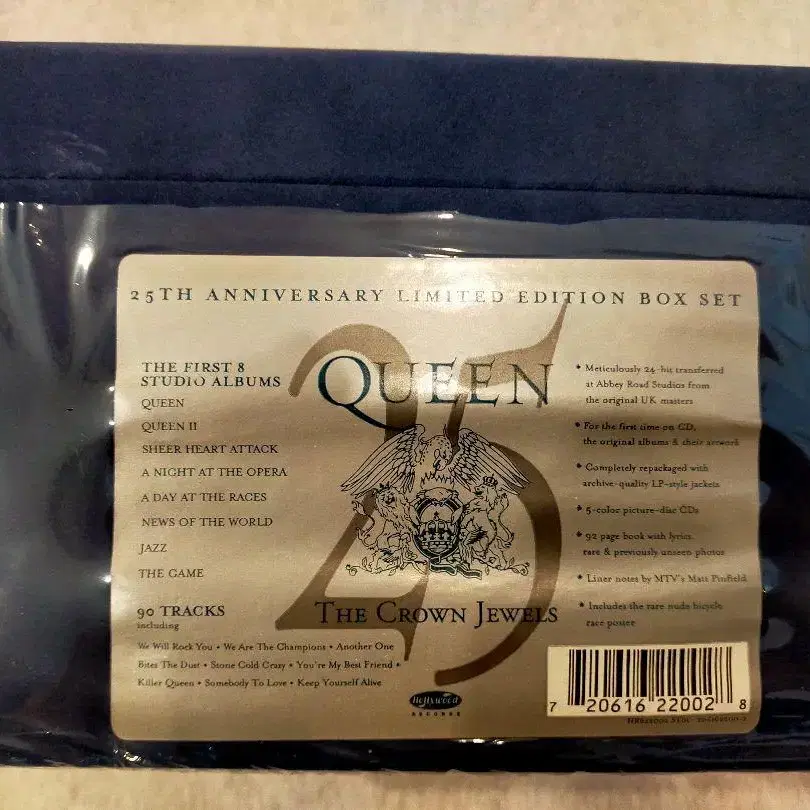 25TH ANNIVERSARY LIMITED EDITION BOX SET
25
QUEEN
THE CROWN JEWELS
THE FIRST 8
STUDIO ALBUMS
QUEEN
QUEEN II
SHEER HEART ATTACK
A NIGHT AT THE OPERA
A DAY AT THE RACES
NEWS OF THE WORLD
JAZZ
THE GAME
90 TRACKS
including
We Will Rock You • We Are The Champions • Another One
Bites The Dust • Stone Cold Crazy • You're My Best Friend •
Killer Queen • Somebody To Love • Keep Yourself Alive
• Meticulously 24-bit transferred
at Abbey Road Studios from
the original UK masters
• For the first time on CD,
the original albums & their artwork
• Completely repackaged with
archive-quality LP-style jackets
• 5-color picture-disc CDs
• 92 page book with lyrics,
rare & previously unseen photos
• Liner notes by MTV's Matt Pinfield
• Includes the rare nude bicycle
race poster
Hollywood
RECORDS
7 20616 22002 8